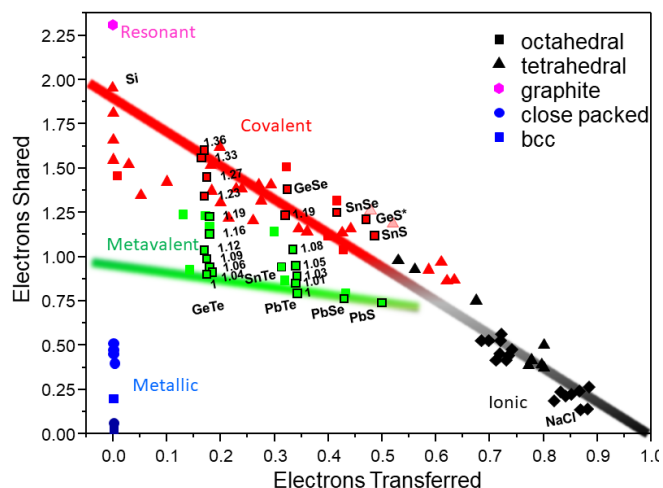 2.25
2.00
1.75
1.50
1.25
1.00
0.75
0.50
0.25
0.00
Electrons Shared
Resonant
octahedral
tetrahedral
graphite
close packed
bcc
Si
Covalent
1.36
1.33
1.27
1.23
1.19
1.16
1.12
1.09
1.06
1.04
1
GeTe
GeSe
1.19
SnSe
GeS*
SnS
Metavalent
1.08
1.05
1.03
1.01
1
SnTe
PbTe
PbSe
PbS
Metallic
Ionic
NaCl
0.0 0.1 0.2 0.3 0.4 0.5 0.6 0.7 0.8 0.9 1.0
Electrons Transferred